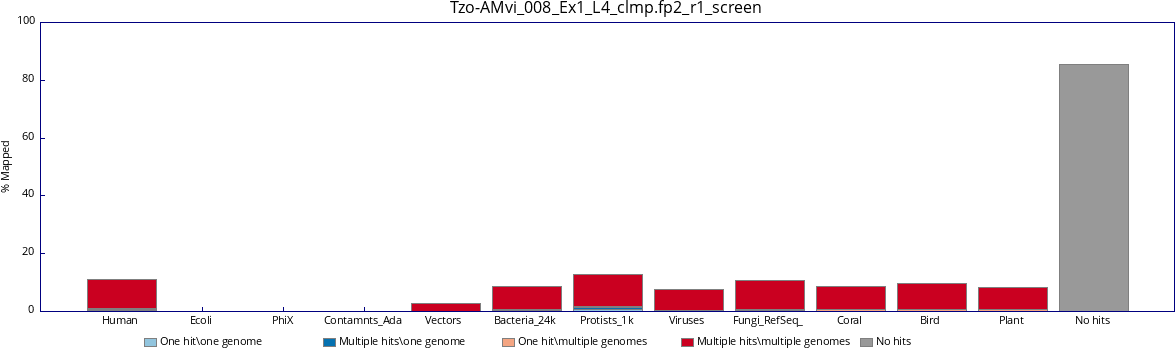 Tzo-AMvi_008_Ex1_L4_clmp.fp2_r1_screen
100
80
60
40
20
0
% Mapped
Human Ecoli PhiX Contamnts_Ada Vectors Bacteria_24k Protists_1k Viruses Fungi_RefSeq_ Coral Bird Plant No hits
One hit\one genome Multiple hits\one genome One hit\multiple genomes Multiple hits\multiple genomes No hits